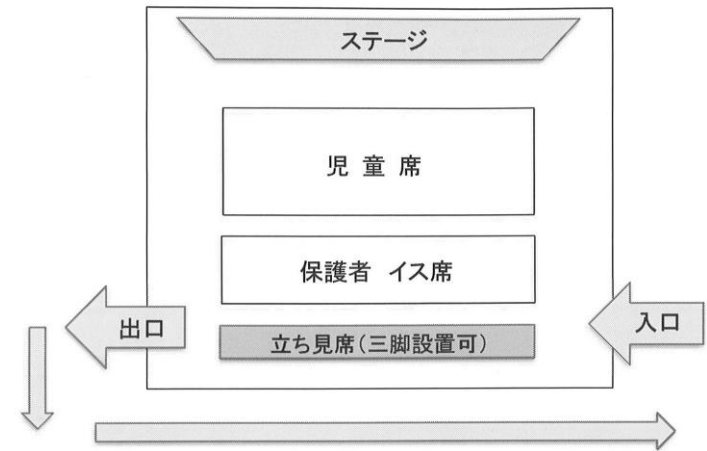 ステージ
児童席
保護者 イス席
出口
入口
立ち見席(三脚設置可)